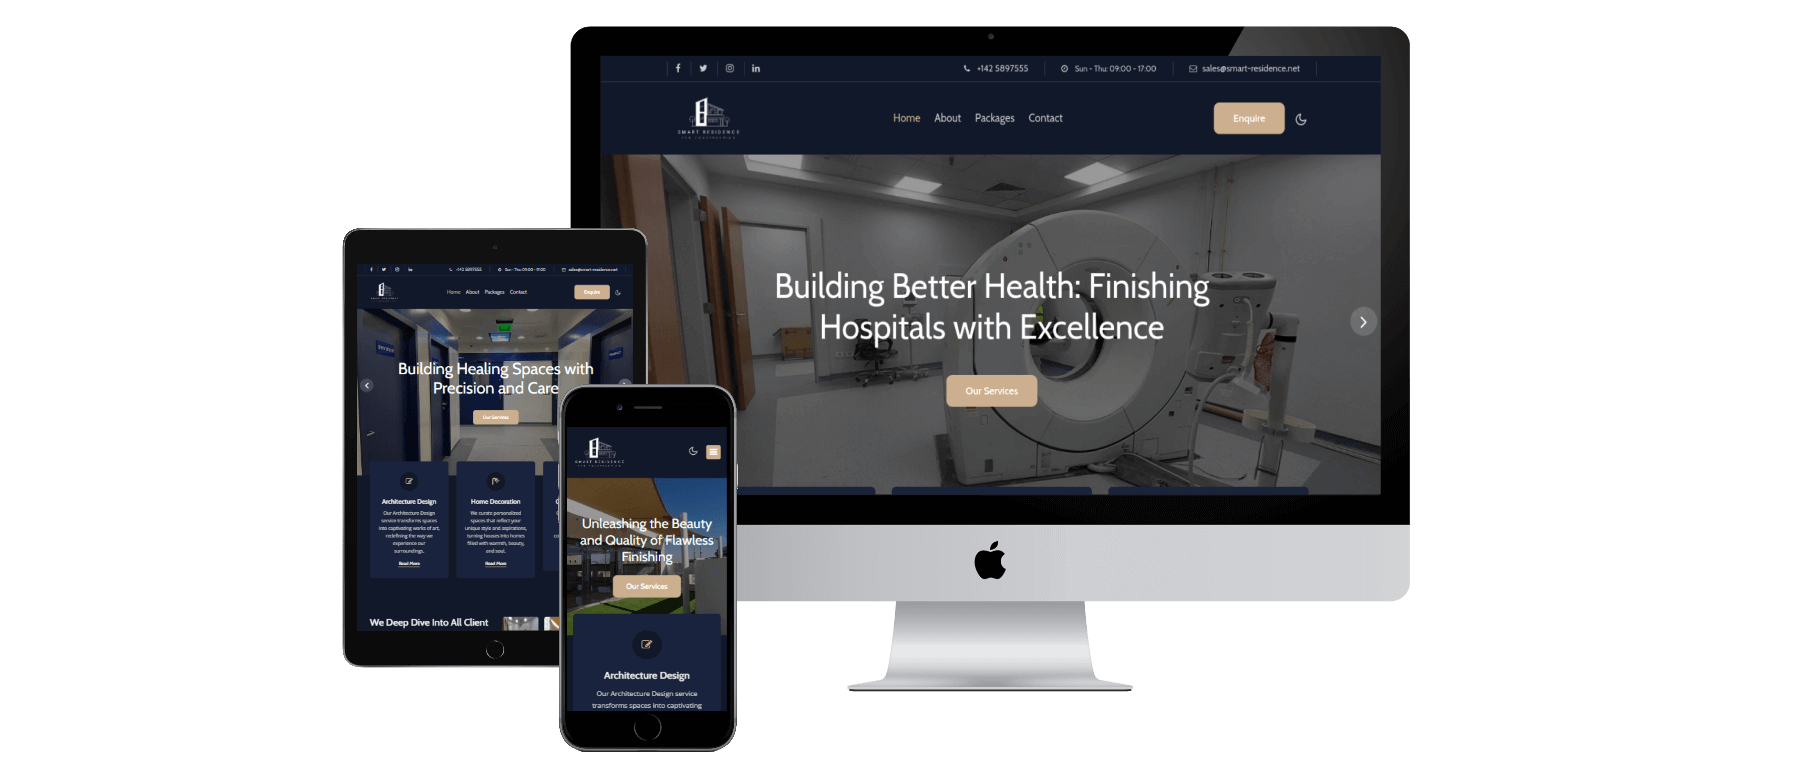 +142 5897555
Sun - Thu: 09:00 - 17:00
sales@smart-residence.net
SMART RESIDENCE
Home About Packages Contact
Enquire
Building Better Health: Finishing
Hospitals with Excellence
Our Services
+142 5897555
Sun - Thu: 09:00 - 17:00
sales@smart-residence.net
Home About Packages Contact
Enquire
Building Healing Spaces with
Precision and Care
Our Services
Architecture Design
Our Architecture Design
service transforms spaces
into captivating works of art,
redefining the way we
experience our
surroundings.
Read More
Home Decoration
We curate personalized
spaces that reflect your
unique style and aspirations,
turning houses into homes
filled with warmth, beauty,
and soul.
Read More
We Deep Dive Into All Client
SMART RESIDENCE
Unleashing the Beauty
and Quality of Flawless
Finishing
Our Services
Architecture Design
Our Architecture Design service
transforms spaces into captivating